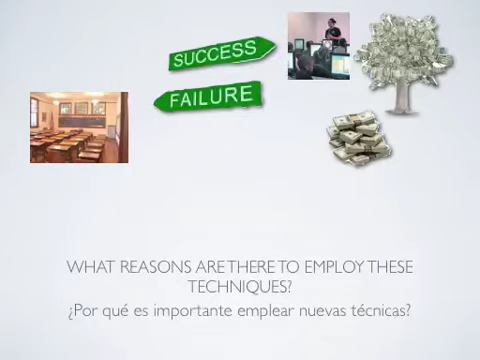 SUCCESS
FAILURE
WHAT REASONS ARE THERE TO EMPLOY THESE
TECHNIQUES?
¿Por qué es importante emplear nuevas técnicas?